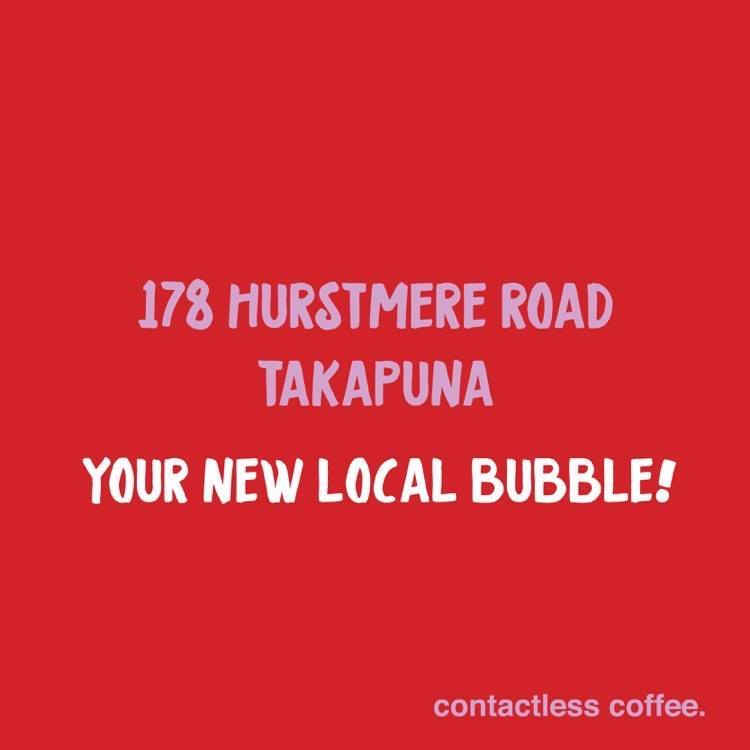 178 HURSTMERE ROAD
TAKAPUNA
YOUR NEW LOCAL BUBBLE!
contactless coffee.